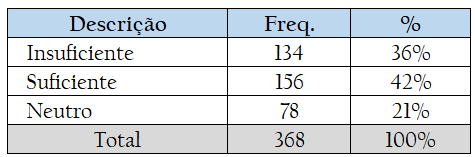 Descrição Freq. %
Insuficiente 134 36%
Suficiente 156 42%
Neutro 78 21%
Total 368 100%